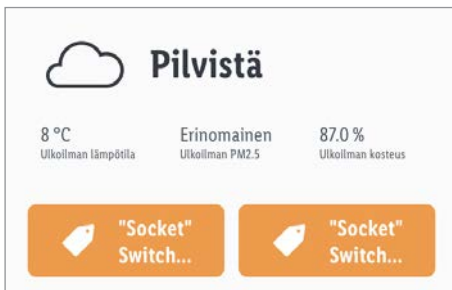 Pilvistä
8 °C Erinomainen 87.0 %
Ulkoilman lämpötila Ulkoilman PM2.5 Ulkoilman kosteus
"Socket" "Socket"
Switch... Switch...